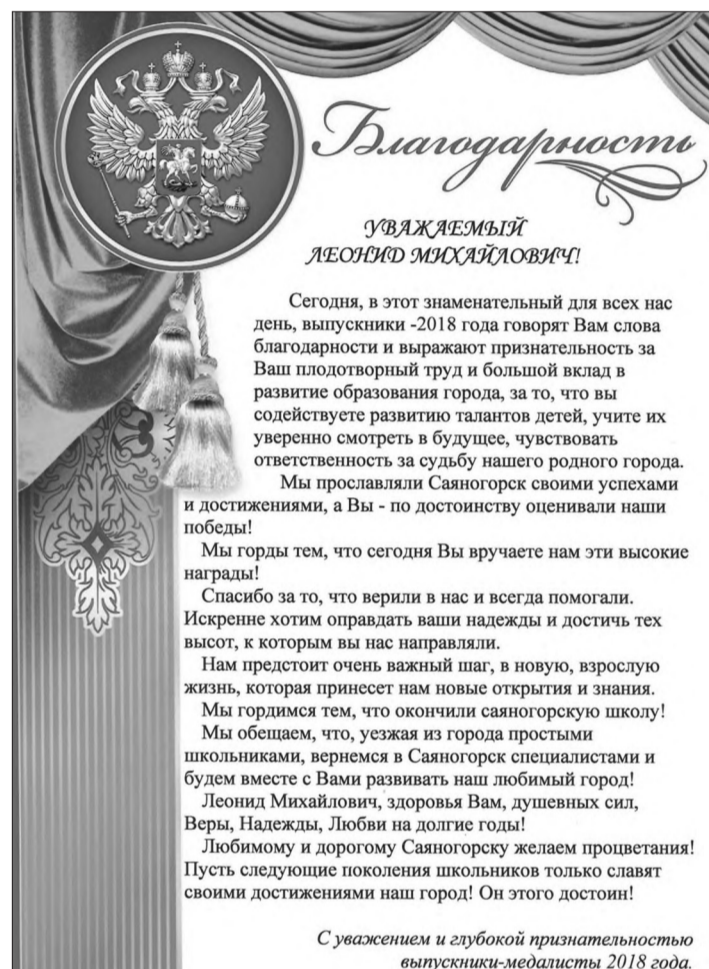 Благодарность
УВАЖАЕМЫЙ
ЛЕОНИД МИХАЙЛОВИЧ!
Сегодня, в этот знаменательный для всех нас
день, выпускники -2018 года говорят Вам слова
благодарности и выражают признательность за
Ваш плодотворный труд и большой вклад в
развитие образования города, за то, что вы
содействуете развитию талантов детей, учите их
уверенно смотреть в будущее, чувствовать
ответственность за судьбу нашего родного города.
Мы прославляли Саяногорск своими успехами
и достижениями, а Вы - по достоинству оценивали наши
победы!
Мы горды тем, что сегодня Вы вручаете нам эти высокие
награды!
Спасибо за то, что верили в нас и всегда помогали.
Искренне хотим оправдать ваши надежды и достичь тех
высот, к которым вы нас направляли.
Нам предстоит очень важный шаг, в новую, взрослую
жизнь, которая принесет нам новые открытия и знания.
Мы гордимся тем, что окончили саяногорскую школу!
Мы обещаем, что, уезжая из города простыми
школьниками, вернемся в Саяногорск специалистами и
будем вместе с Вами развивать наш любимый город!
Леонид Михайлович, здоровья Вам, душевных сил,
Веры, Надежды, Любви на долгие годы!
Любимому и дорогому Саяногорску желаем процветания!
Пусть следующие поколения школьников только славят
своими достижениями наш город! Он этого достоин!
С уважением и глубокой признательностью
выпускники-медалисты 2018 года.